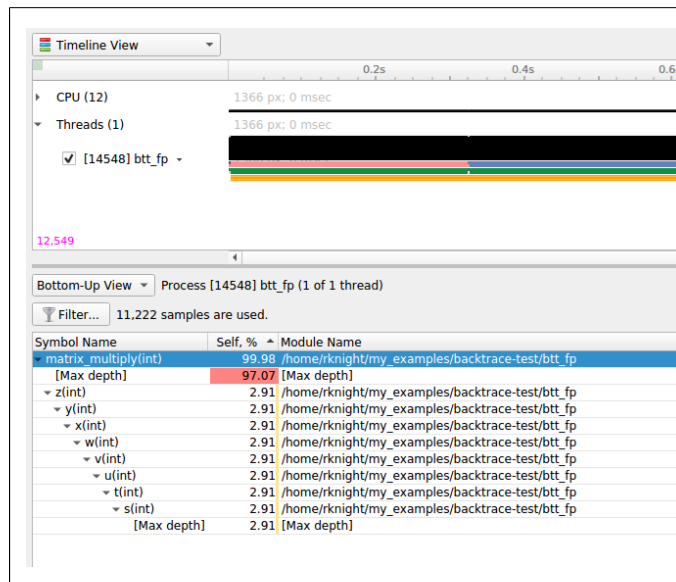 Timeline View
0.2s 0.4s 0.6
CPU (12) 1366 px; 0 msec
Threads (1) 1366 px; 0 msec
[14548] btt_fp
12,549
Bottom-Up View Process [14548] btt_fp (1 of 1 thread)
Filter... 11,222 samples are used.
Symbol Name Self, % Module Name
matrix_multiply(int) 99.98 /home/rknight/my_examples/backtrace-test/btt_fp
[Max depth] 97.07 [Max depth]
z(int) 2.91 /home/rknight/my_examples/backtrace-test/btt_fp
y(int) 2.91 /home/rknight/my_examples/backtrace-test/btt_fp
x(int) 2.91 /home/rknight/my_examples/backtrace-test/btt_fp
w(int) 2.91 /home/rknight/my_examples/backtrace-test/btt_fp
v(int) 2.91 /home/rknight/my_examples/backtrace-test/btt_fp
u(int) 2.91 /home/rknight/my_examples/backtrace-test/btt_fp
t(int) 2.91 /home/rknight/my_examples/backtrace-test/btt_fp
s(int) 2.91 /home/rknight/my_examples/backtrace-test/btt_fp
[Max depth] 2.91 [Max depth]